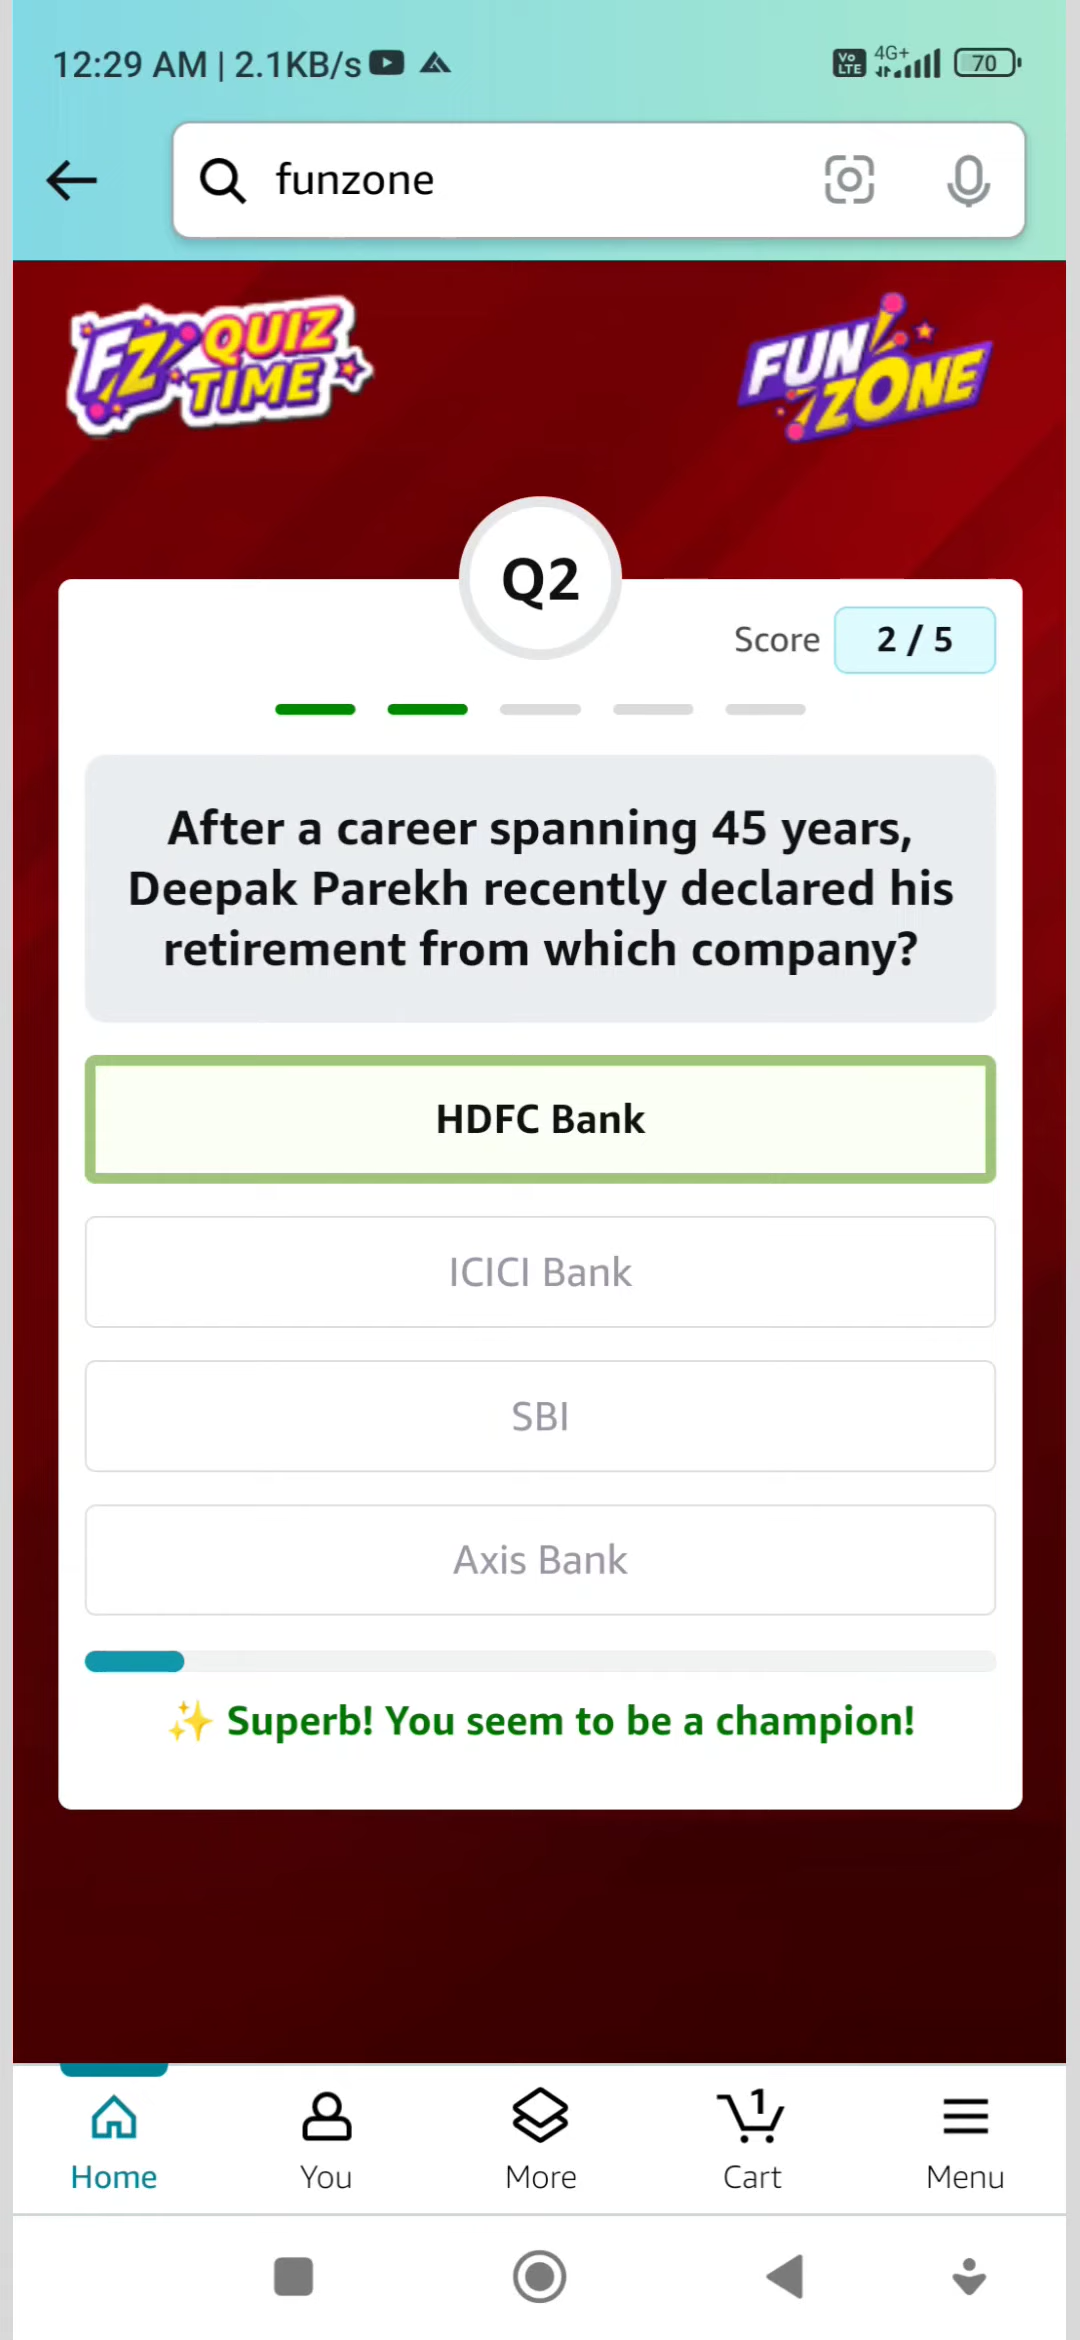 12:29 AM | 2.1KB/s
Vo LTE 4G+ 70
funzone
FZ QUIZ TIME
FUN ZONE
Q2
Score 2 / 5
After a career spanning 45 years,
Deepak Parekh recently declared his
retirement from which company?
HDFC Bank
ICICI Bank
SBI
Axis Bank
✨ Superb! You seem to be a champion!
1
Home You More Cart Menu